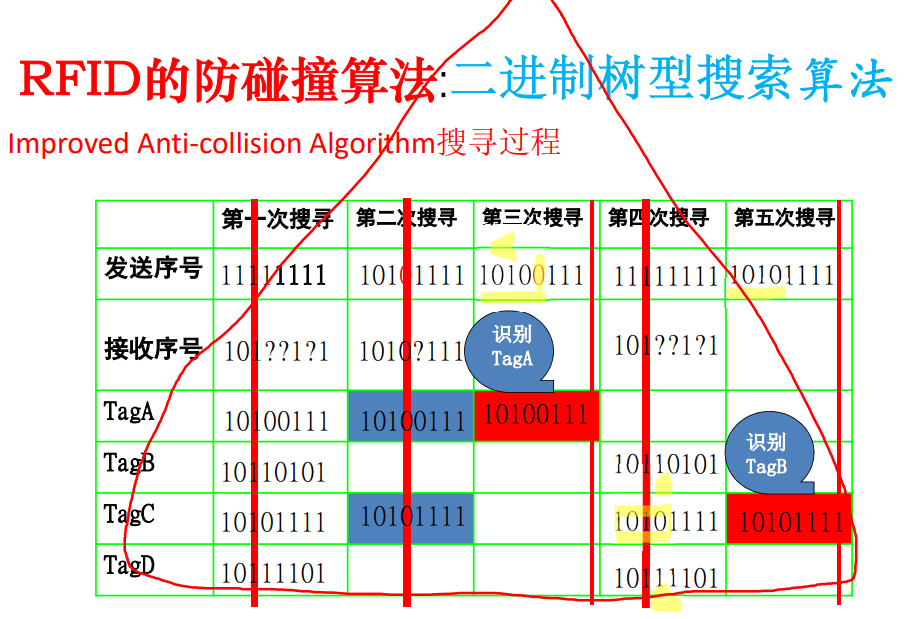 RFID的防碰撞算法:二进制树型搜索算法
Improved Anti-collision Algorithm搜寻过程
第一次搜寻 第二次搜寻 第三次搜寻 第四次搜寻 第五次搜寻
发送序号 11111111 10101111 10100111 11111111 10101111
接收序号 101??1?1 1010?111 识别 TagA 101??1?1
TagA 10100111 10100111 10100111
TagB 10110101 10110101 识别 TagB
TagC 10101111 10101111 10101111 10101111
TagD 10111101 10111101